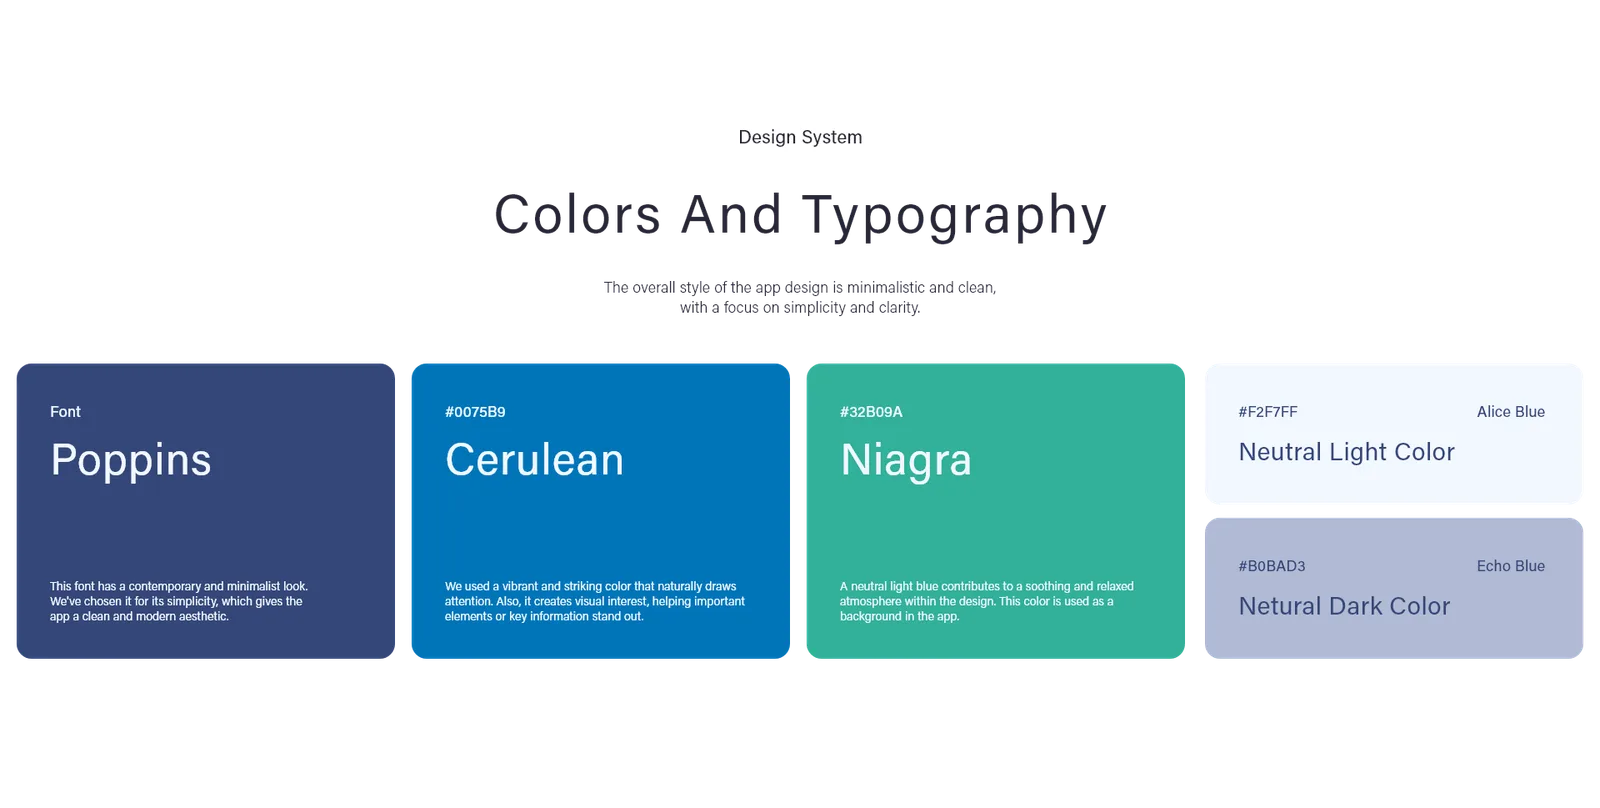 Design System
Colors And Typography
The overall style of the app design is minimalistic and clean,
with a focus on simplicity and clarity.
Font
Poppins
This font has a contemporary and minimalist look.
We've chosen it for its simplicity, which gives the
app a clean and modern aesthetic.
#0075B9
Cerulean
We used a vibrant and striking color that naturally draws
attention. Also, it creates visual interest, helping important
elements or key information stand out.
#32B09A
Niagra
A neutral light blue contributes to a soothing and relaxed
atmosphere within the design. This color is used as a
background in the app.
#F2F7FF Alice Blue
Neutral Light Color
#B0BAD3 Echo Blue
Netural Dark Color